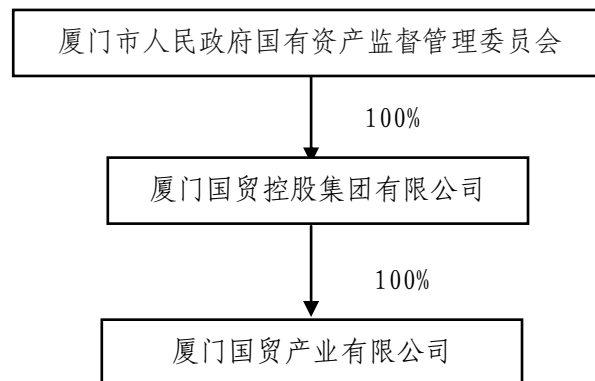 厦门市人民政府国有资产监督管理委员会
100%
厦门国贸控股集团有限公司
100%
厦门国贸产业有限公司